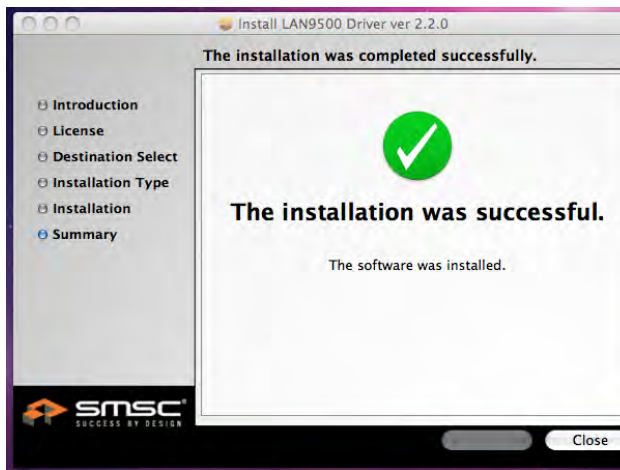 Install LAN9500 Driver ver 2.2.0
The installation was completed successfully.
Introduction
License
Destination Select
Installation Type
Installation
Summary
The installation was successful.
The software was installed.
smsc
SUCCESS BY DESIGN
Close